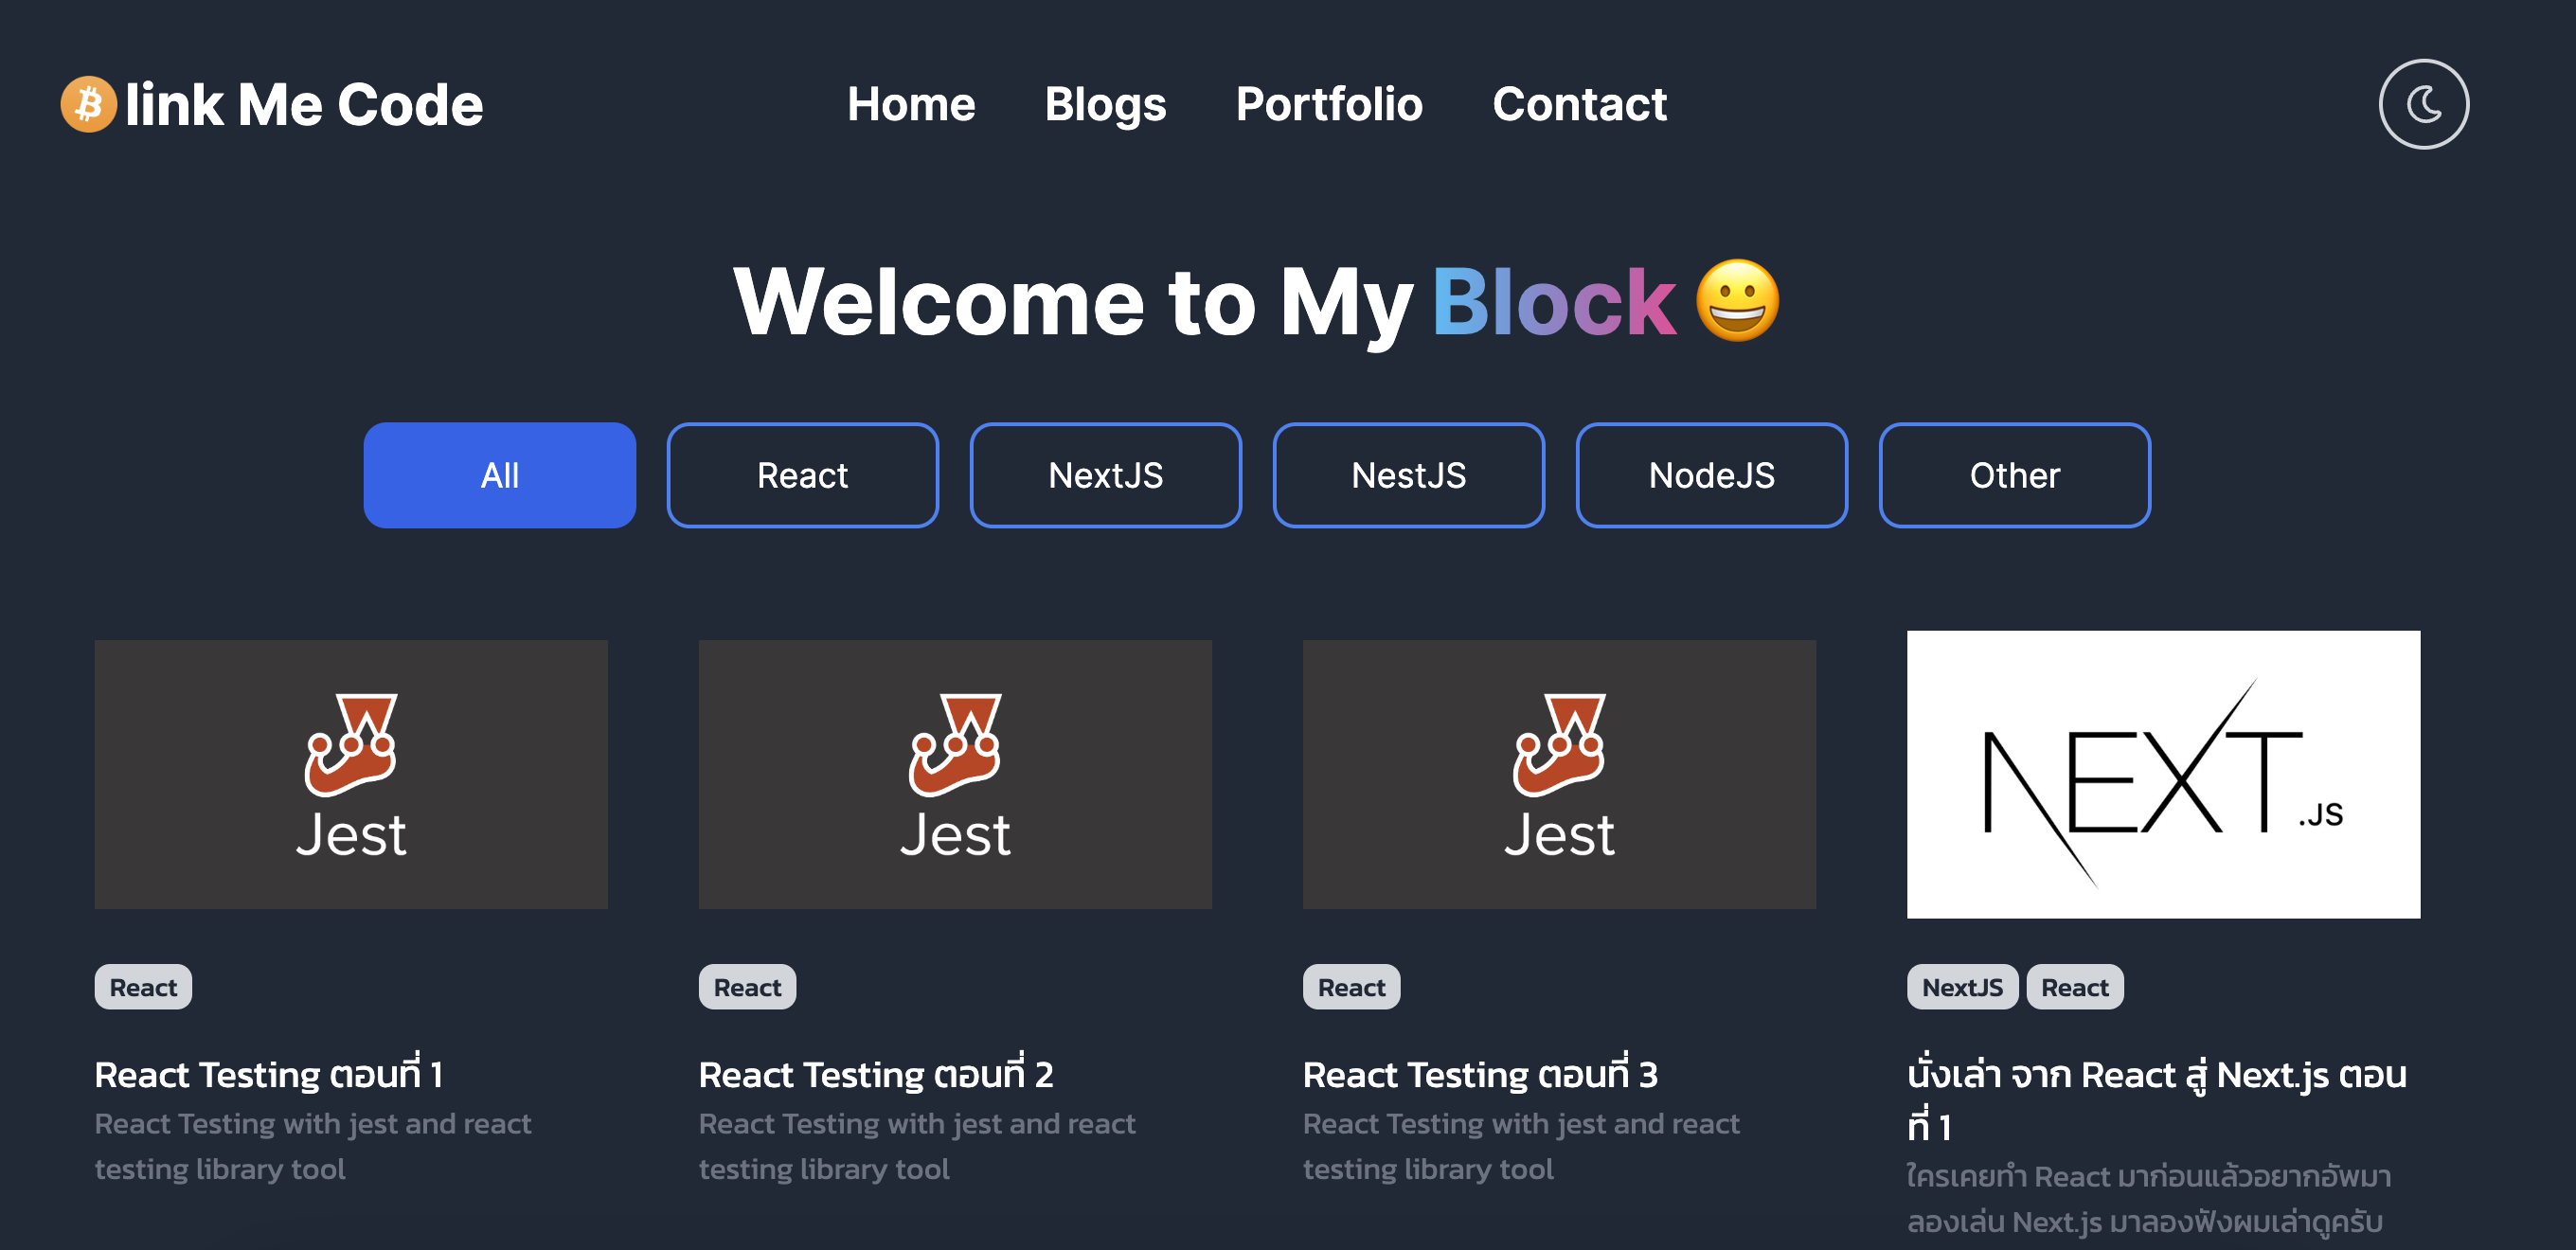 link Me Code
Home Blogs Portfolio Contact
Welcome to My Block
All React NextJS NestJS NodeJS Other
Jest
Jest
Jest
NEXT.JS
React
React Testing ตอนที่ 1
React Testing with jest and react
testing library tool
React
React Testing ตอนที่ 2
React Testing with jest and react
testing library tool
React
React Testing ตอนที่ 3
React Testing with jest and react
testing library tool
NextJS React
นั่งเล่า จาก React สู่ Next.js ตอน
ที่ 1
ใครเคยทำ React มาก่อนแล้วอยากอัพมา
ลองเล่น Next.js มาลองฟังผมเล่าดูครับ